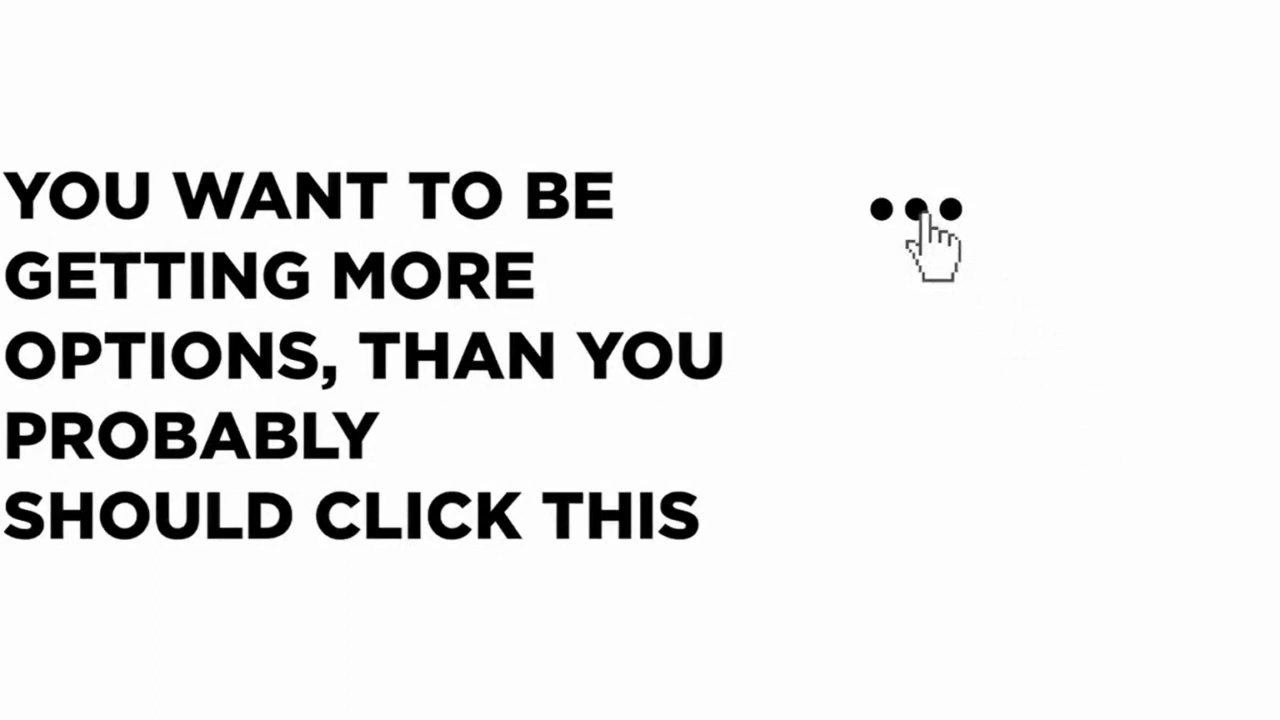 YOU WANT TO BE
GETTING MORE
OPTIONS, THAN YOU
PROBABLY
SHOULD CLICK THIS